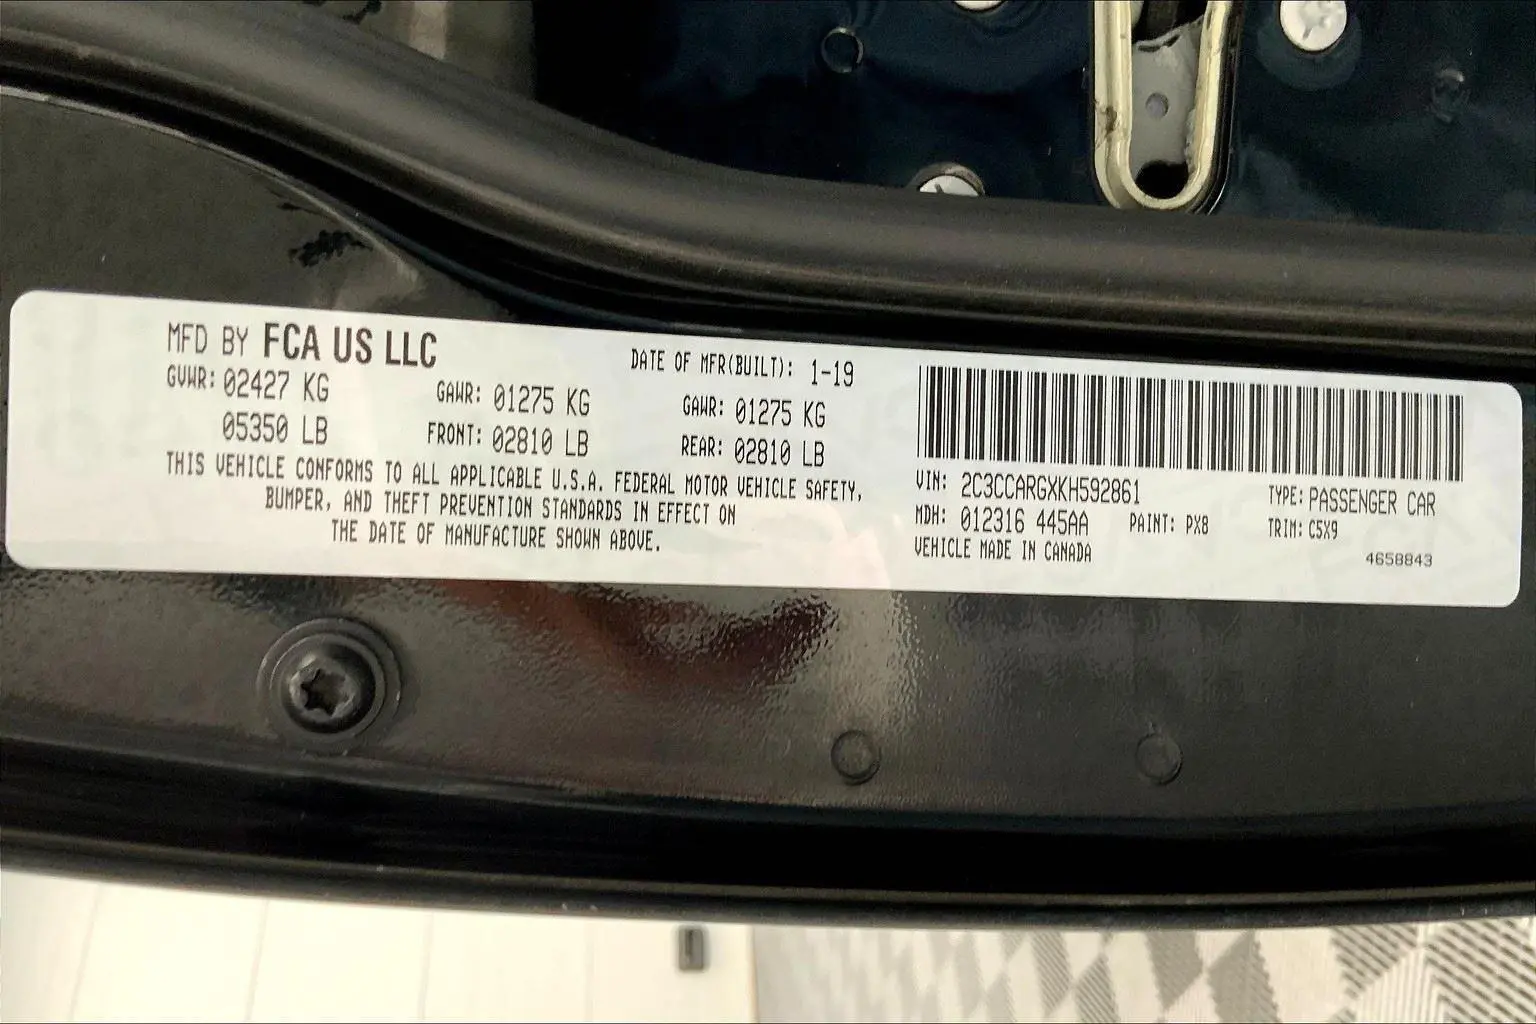 MFD BY FCA US LLC
DATE OF MFR(BUILT): 1-19
GVWR: 02427 KG
GAWR: 01275 KG
GAWR: 01275 KG
05350 LB
FRONT: 02810 LB
REAR: 02810 LB
THIS VEHICLE CONFORMS TO ALL APPLICABLE U.S.A. FEDERAL MOTOR VEHICLE SAFETY,
BUMPER, AND THEFT PREVENTION STANDARDS IN EFFECT ON
THE DATE OF MANUFACTURE SHOWN ABOVE.
VIN: 2C3CCARGXKH592861
TYPE: PASSENGER CAR
MDH: 012316 445AA
PAINT: PX8
TRIM: C5X9
VEHICLE MADE IN CANADA
4658843